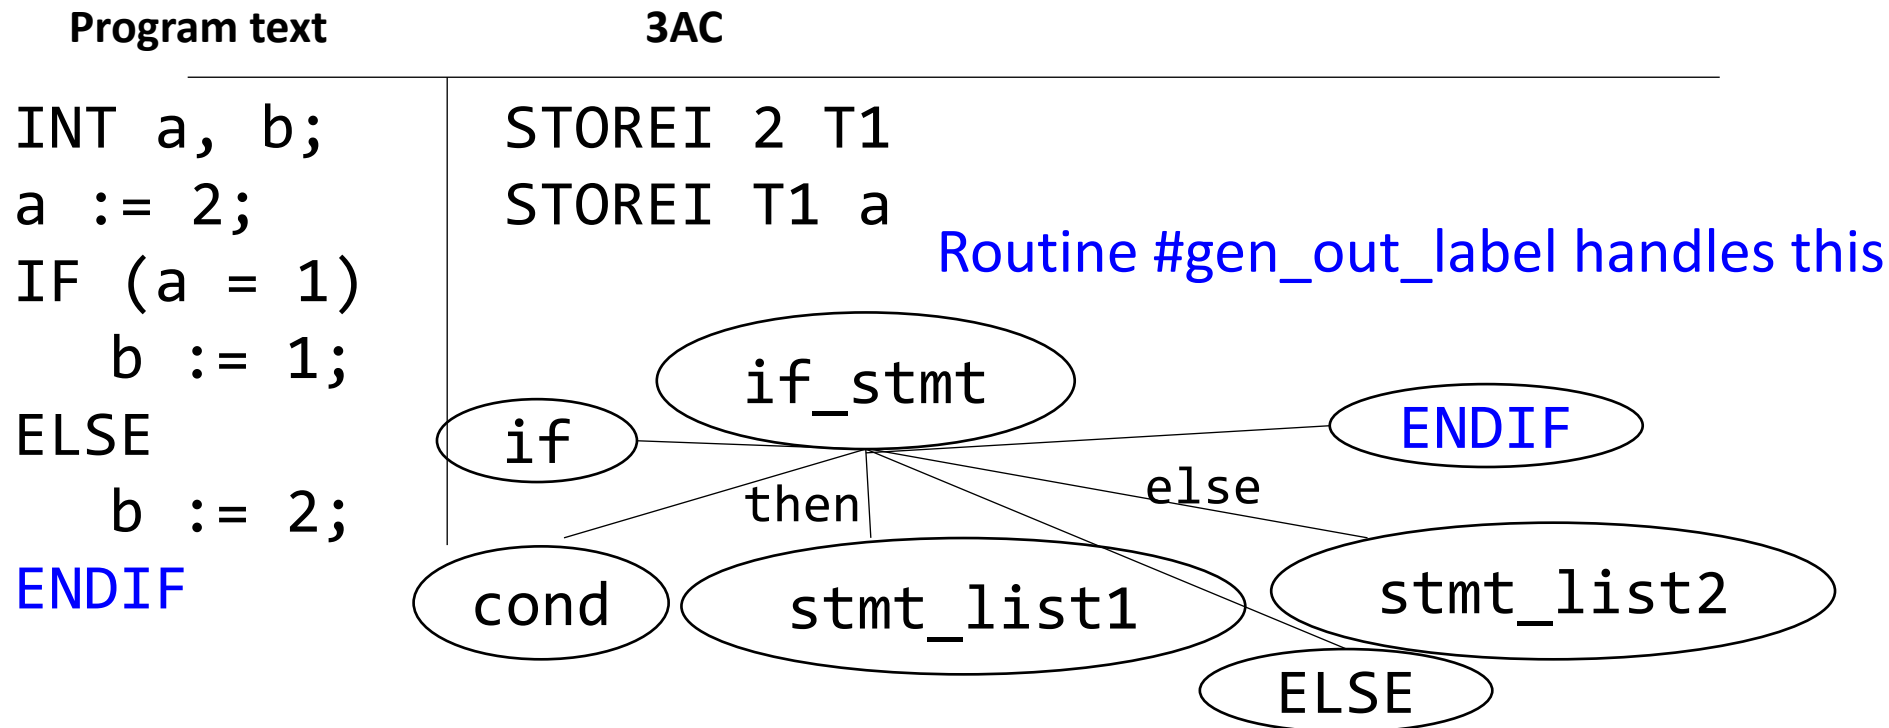 Program text
3AC
INT a, b;
a := 2;
IF (a = 1)
b := 1;
ELSE
b := 2;
ENDIF
STOREI 2 T1
STOREI T1 a
Routine #gen_out_label handles this
if_stmt
if
ENDIF
then
else
cond
stmt_list1
stmt_list2
ELSE